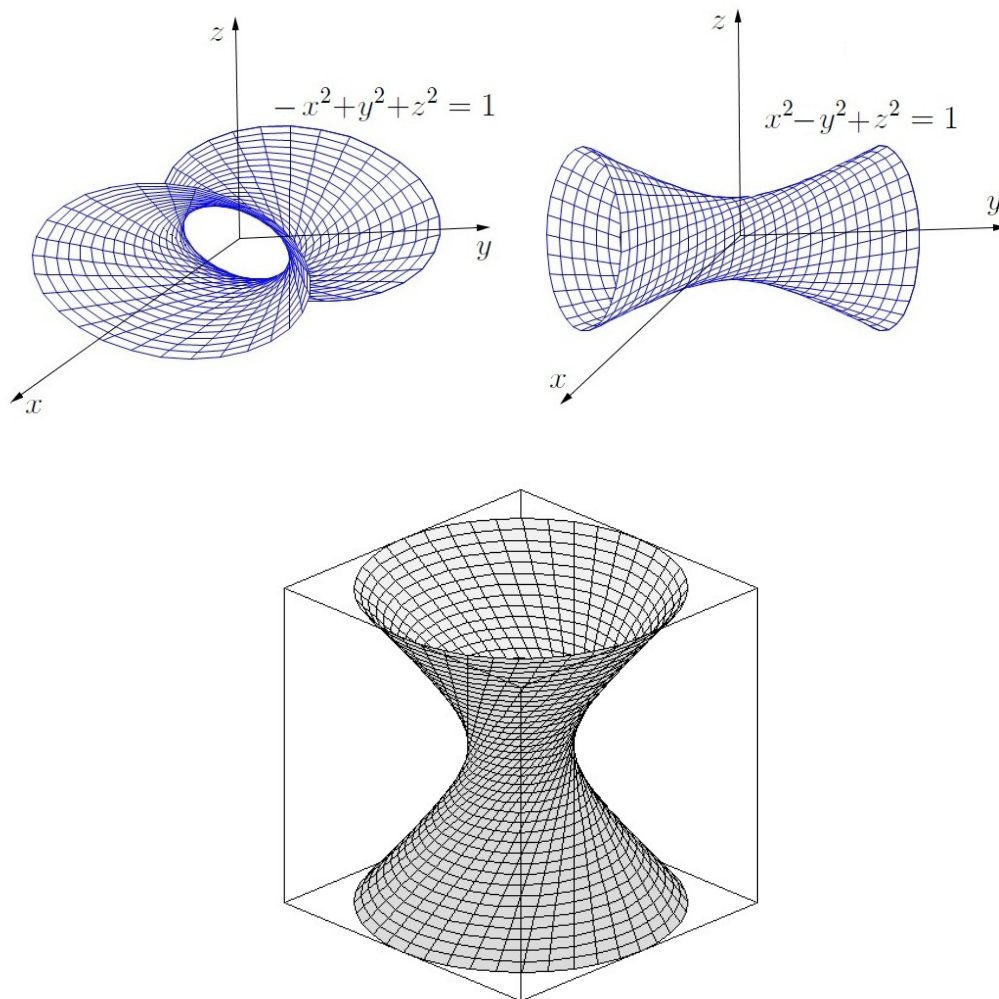 z
−x²+y²+z² = 1
y
x
z
x²−y²+z² = 1
y
x